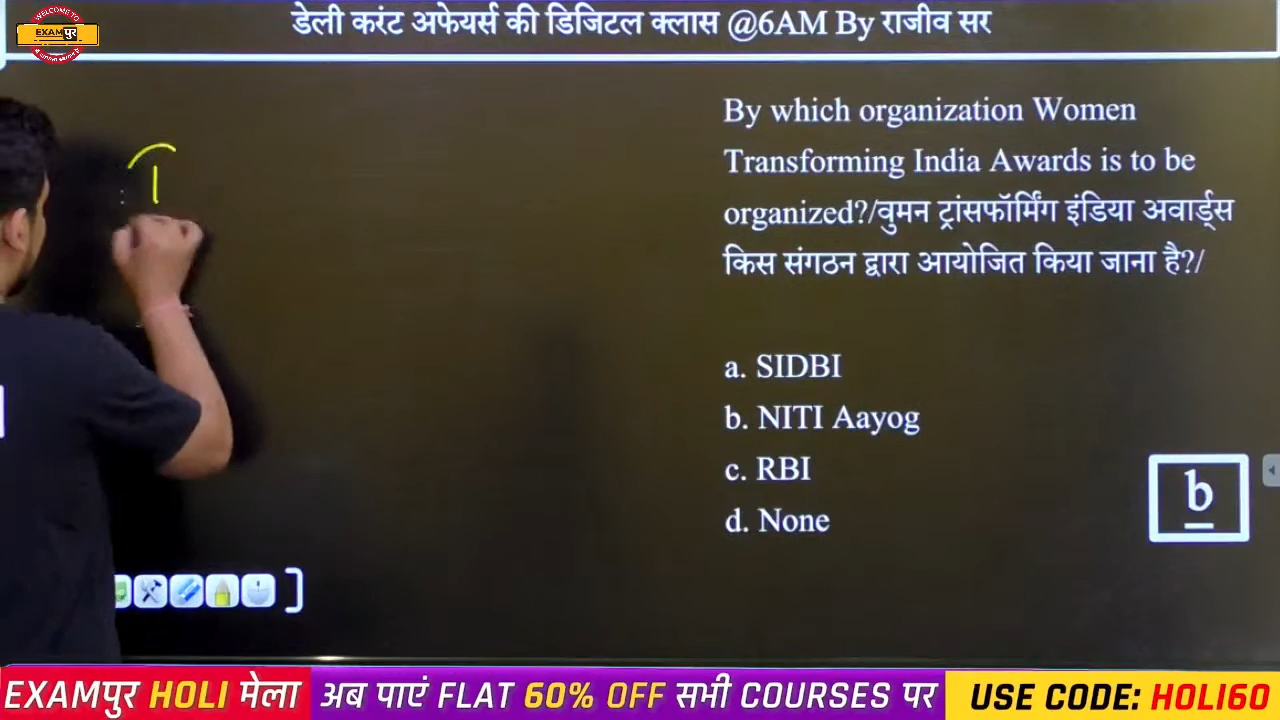 WELCOME TO
EXAMपुर
डेली करंट अफेयर्स की डिजिटल क्लास @6AM By राजीव सर
By which organization Women
Transforming India Awards is to be
organized?/वुमन ट्रांसफॉर्मिंग इंडिया अवार्ड्स
किस संगठन द्वारा आयोजित किया जाना है?/
a. SIDBI
b. NITI Aayog
c. RBI
d. None
b
EXAMपुर HOLI मेला अब पाएं FLAT 60% OFF सभी COURSES पर USE CODE: HOLI60